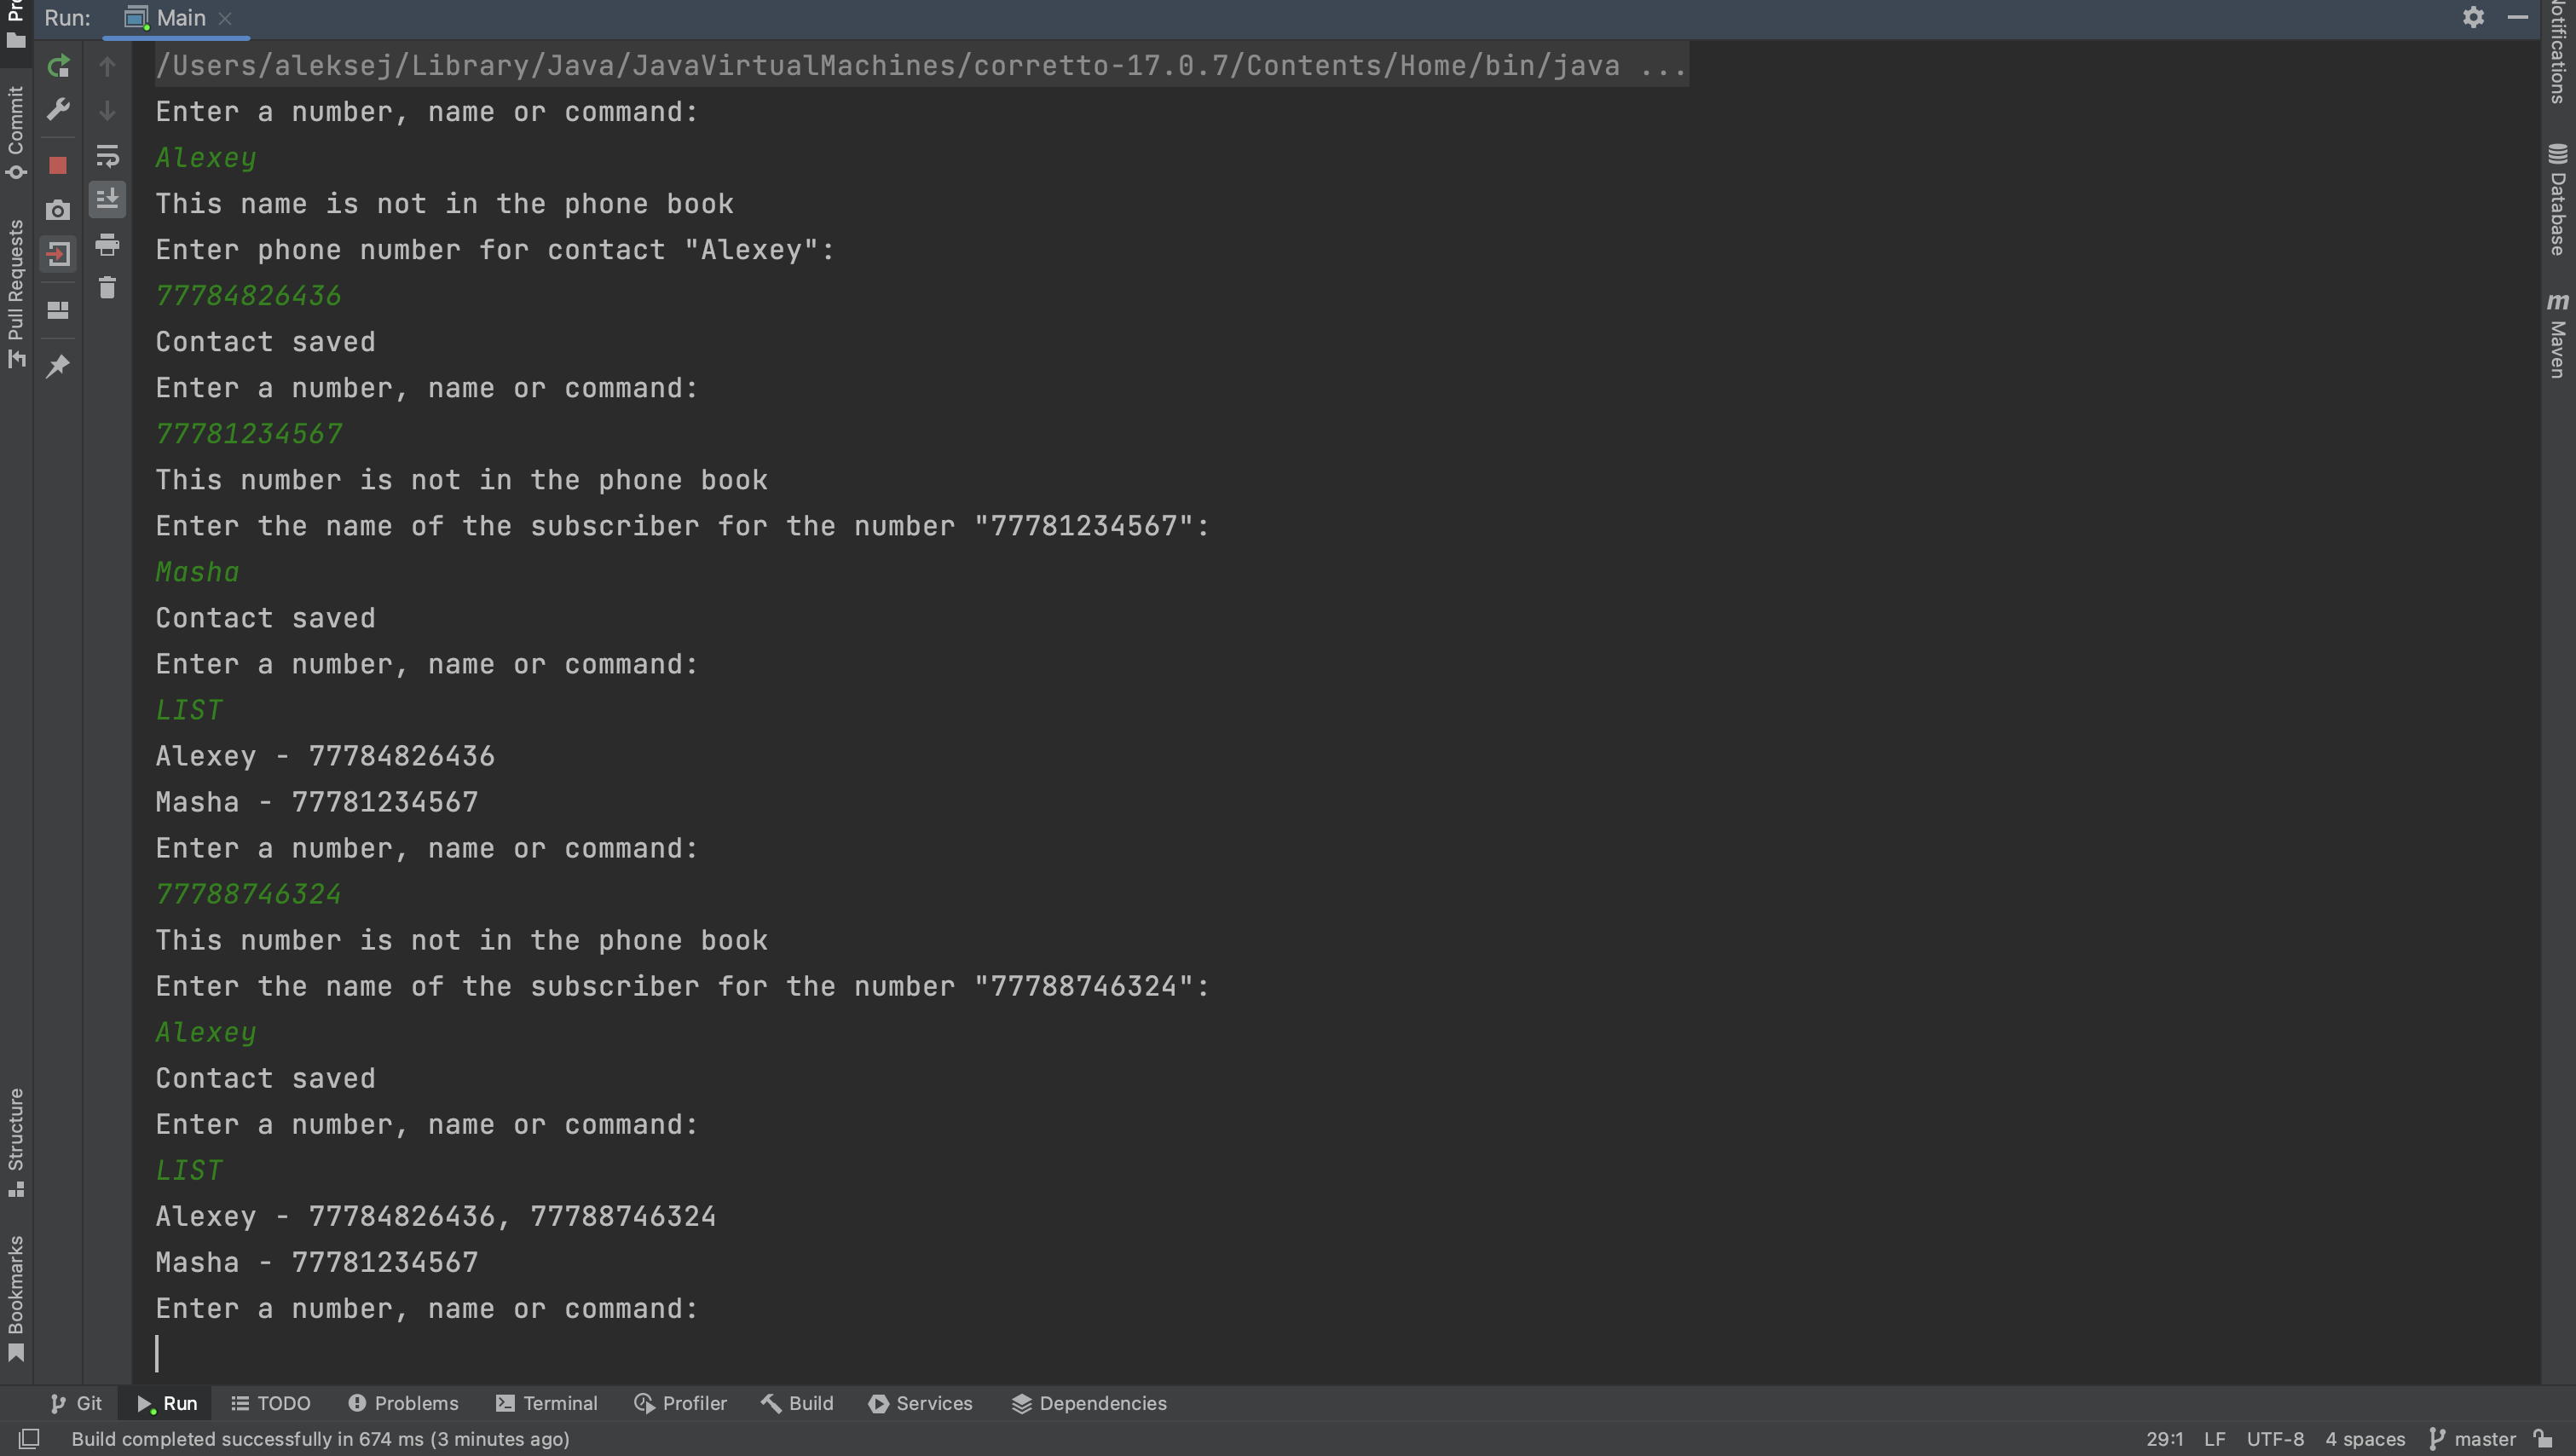 Run: Main
/Users/aleksej/Library/Java/JavaVirtualMachines/corretto-17.0.7/Contents/Home/bin/java ...
Enter a number, name or command:
Alexey
This name is not in the phone book
Enter phone number for contact "Alexey":
77784826436
Contact saved
Enter a number, name or command:
77781234567
This number is not in the phone book
Enter the name of the subscriber for the number "77781234567":
Masha
Contact saved
Enter a number, name or command:
LIST
Alexey - 77784826436
Masha - 77781234567
Enter a number, name or command:
77788746324
This number is not in the phone book
Enter the name of the subscriber for the number "77788746324":
Alexey
Contact saved
Enter a number, name or command:
LIST
Alexey - 77784826436, 77788746324
Masha - 77781234567
Enter a number, name or command:
Commit
Pull Requests
Structure
Bookmarks
Notifications
Database
m Maven
Git Run TODO Problems Terminal Profiler Build Services Dependencies
Build completed successfully in 674 ms (3 minutes ago) 29:1 LF UTF-8 4 spaces master